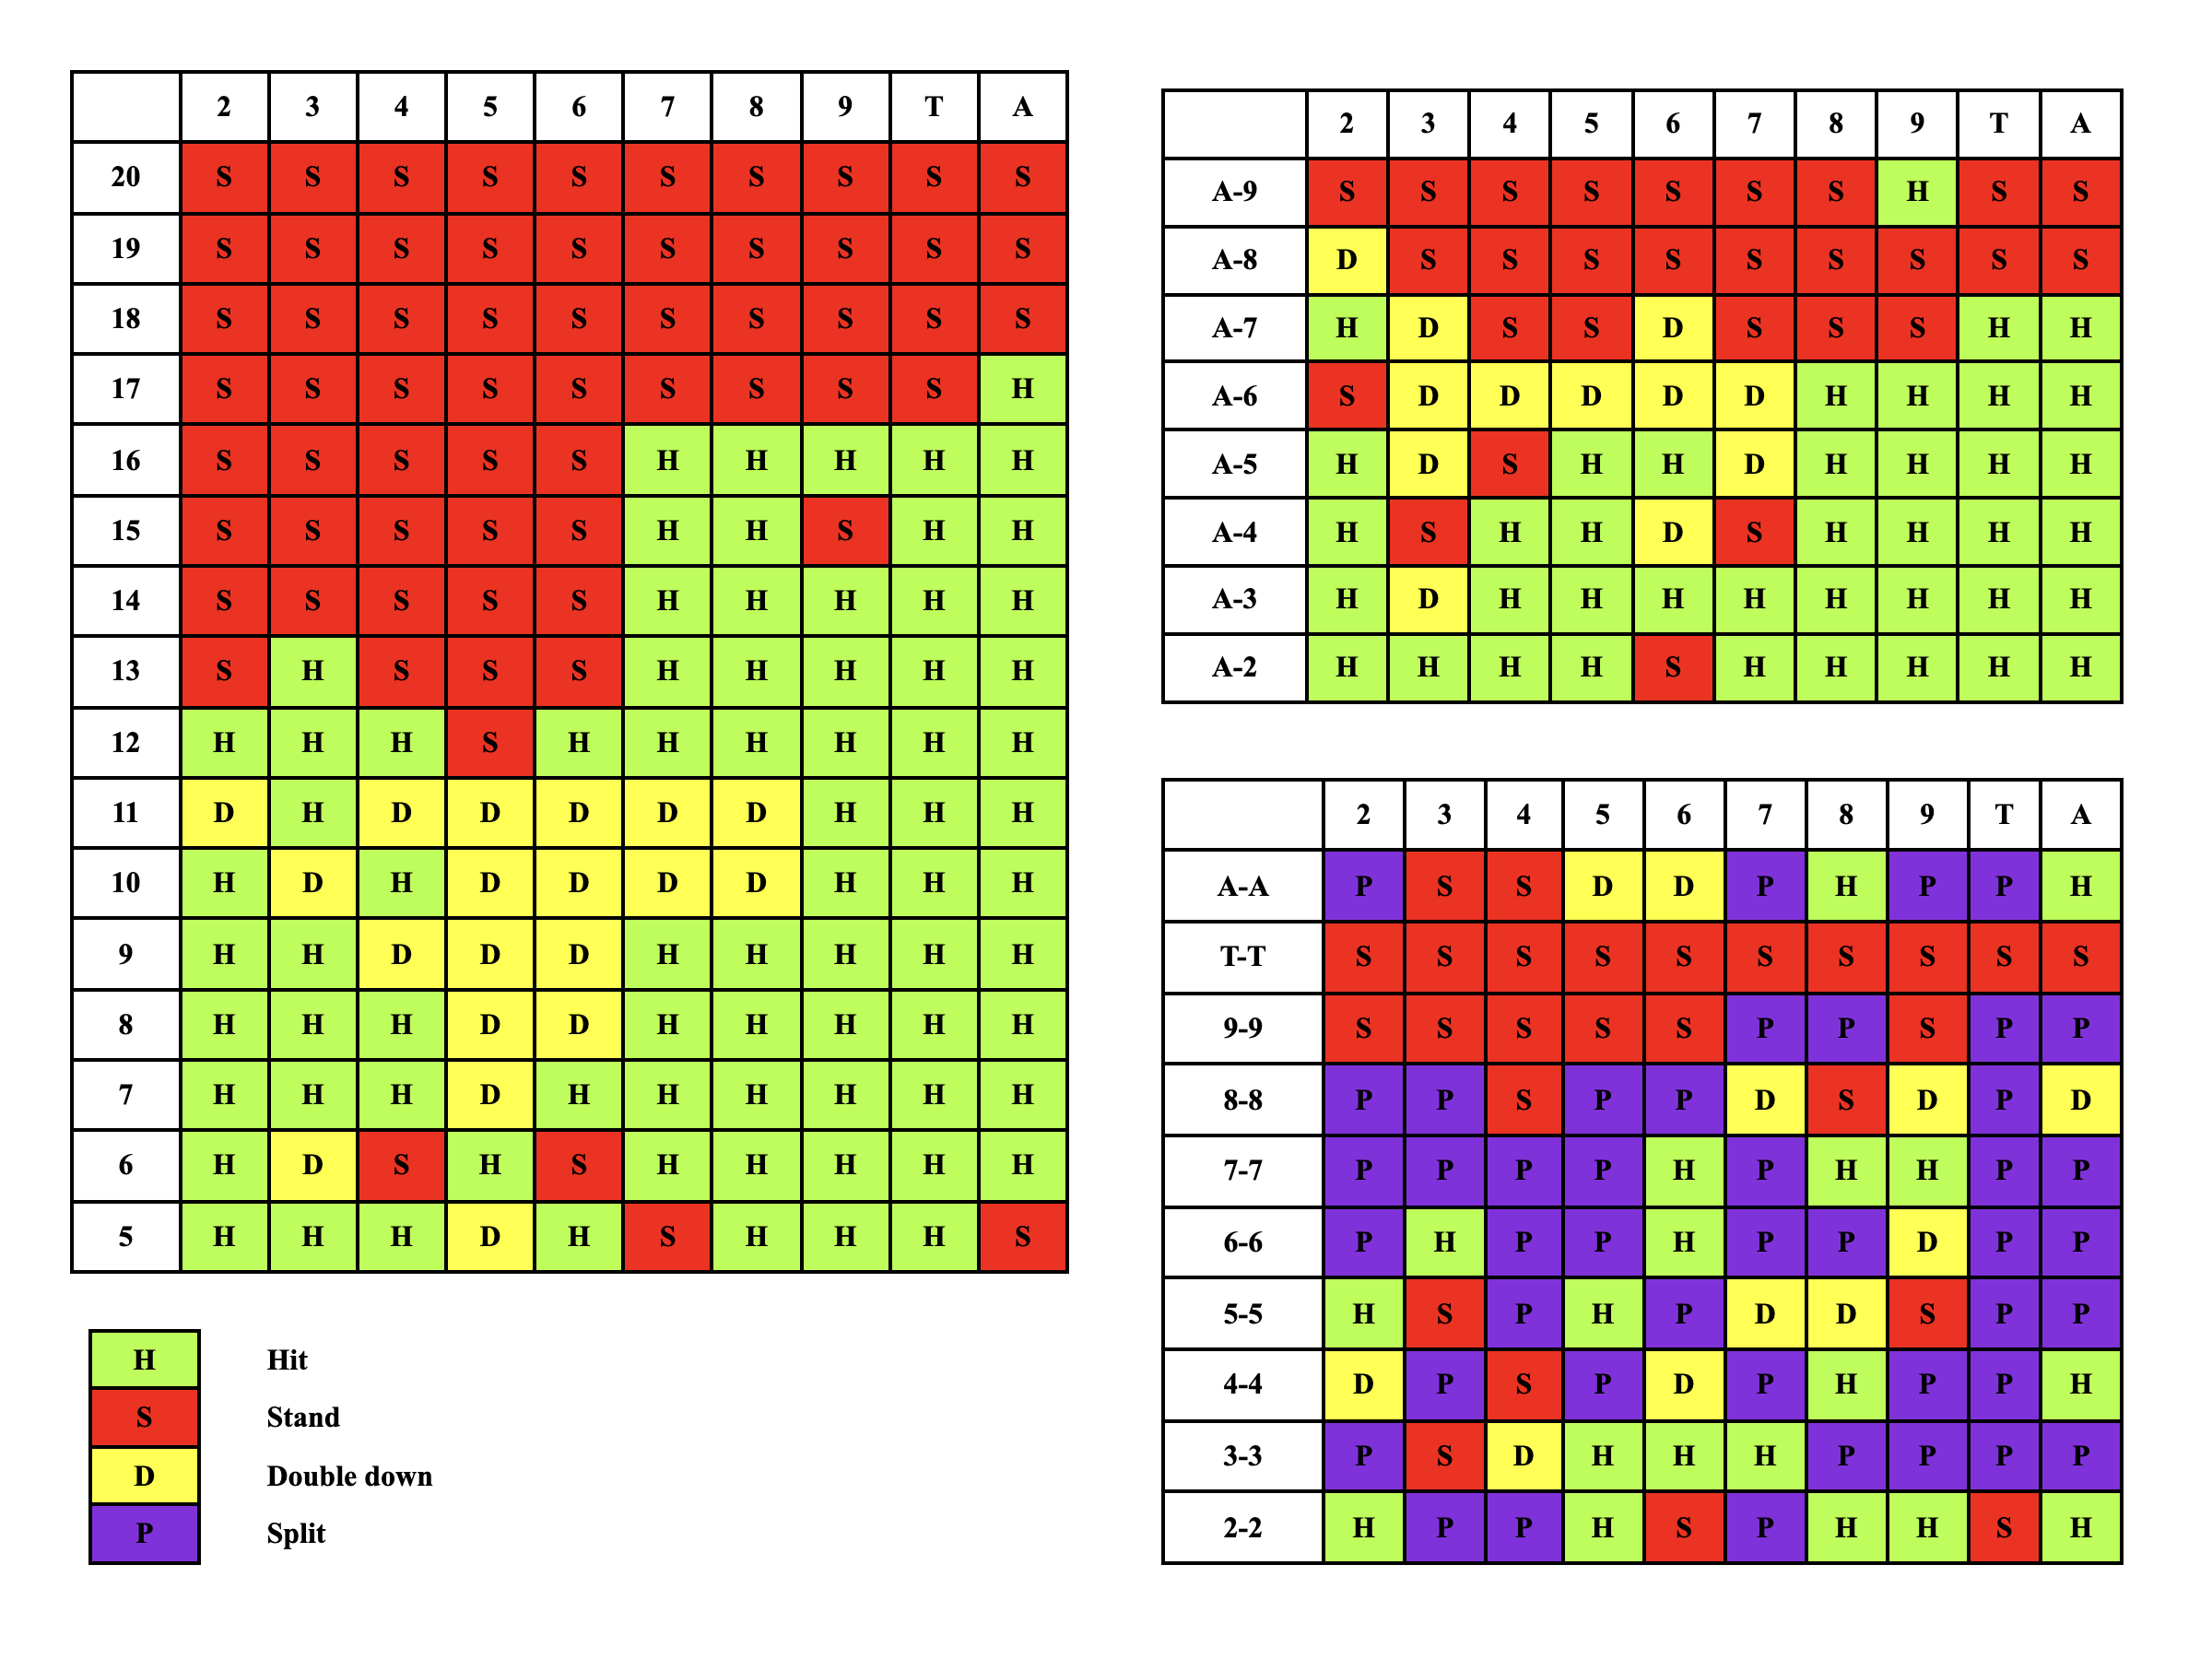 2 3 4 5 6 7 8 9 T A
20 S S S S S S S S S S
19 S S S S S S S S S S
18 S S S S S S S S S S
17 S S S S S S S S S H
16 S S S S S H H H H H
15 S S S S S H H S H H
14 S S S S S H H H H H
13 S H S S S H H H H H
12 H H H S H H H H H H
11 D H D D D D D H H H
10 H D H D D D D H H H
9 H H D D D H H H H H
8 H H H D D H H H H H
7 H H H D H H H H H H
6 H D S H S H H H H H
5 H H H D H S H H H S
H Hit
S Stand
D Double down
P Split
2 3 4 5 6 7 8 9 T A
A-9 S S S S S S S H S S
A-8 D S S S S S S S S S
A-7 H D S S D S S S H H
A-6 S D D D D D H H H H
A-5 H D S H H D H H H H
A-4 H S H H D S H H H H
A-3 H D H H H H H H H H
A-2 H H H H S H H H H H
2 3 4 5 6 7 8 9 T A
A-A P S S D D P H P P H
T-T S S S S S S S S S S
9-9 S S S S S P P S P P
8-8 P P S P P D S D P D
7-7 P P P P H P H H P P
6-6 P H P P H P P D P P
5-5 H S P H P D D S P P
4-4 D P S P D P H P P H
3-3 P S D H H H P P P P
2-2 H P P H S P H H S H